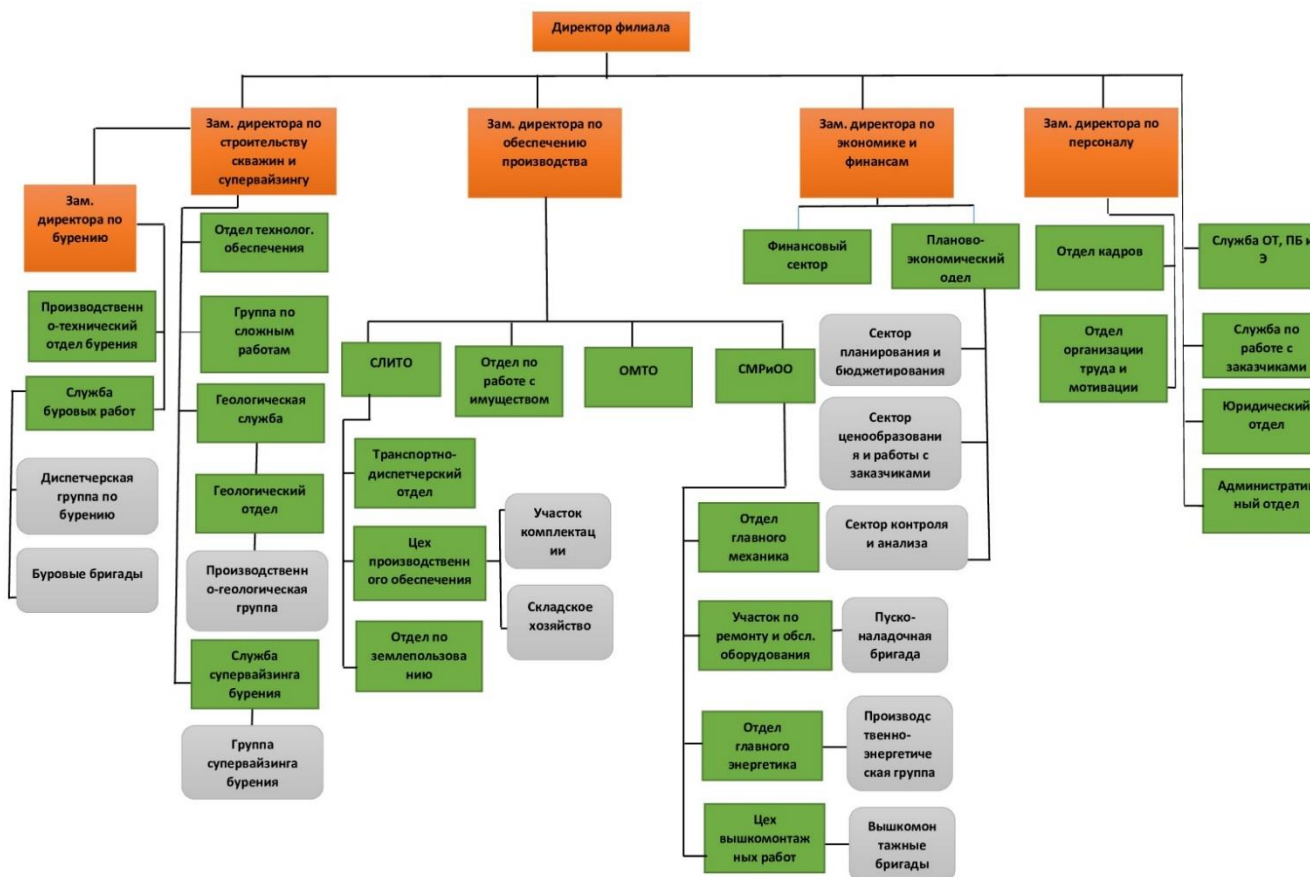 Директор филиала
Зам. директора по
строительству
скважин и
супервайзингу
Зам. директора по
обеспечению
производства
Зам. директора по
экономике и
финансам
Зам. директора по
персоналу
Зам.
директора по
бурению
Отдел технолог.
обеспечения
Финансовый
сектор
Планово-
экономический
одел
Отдел кадров
Служба ОТ, ПБ и
Э
Производственн
о-технический
отдел бурения
Группа по
сложным
работам
СЛИТО
Отдел по
работе с
имуществом
ОМТО
СМРиОО
Сектор
планирования и
бюджетирования
Отдел
организации
труда и
мотивации
Служба по
работе с
заказчиками
Служба
буровых работ
Геологическая
служба
Сектор
ценообразовани
я и работы с
заказчиками
Юридический
отдел
Диспетчерская
группа по
бурению
Геологический
отдел
Транспортно-
диспетчерский
отдел
Участок
комплектац
ии
Отдел
главного
механика
Сектор контроля
и анализа
Административ
ный отдел
Буровые бригады
Производственн
о-геологическая
группа
Цех
производственн
ого обеспечения
Складское
хозяйство
Служба
супервайзинга
бурения
Отдел по
землепользова
нию
Участок по
ремонту и обсл.
оборудования
Пуско-
наладочная
бригада
Группа
супервайзинга
бурения
Отдел
главного
энергетика
Производс
твенно-
энергетиче
ская группа
Цех
вышкомонтаж
ных работ
Вышкомон
тажные
бригады